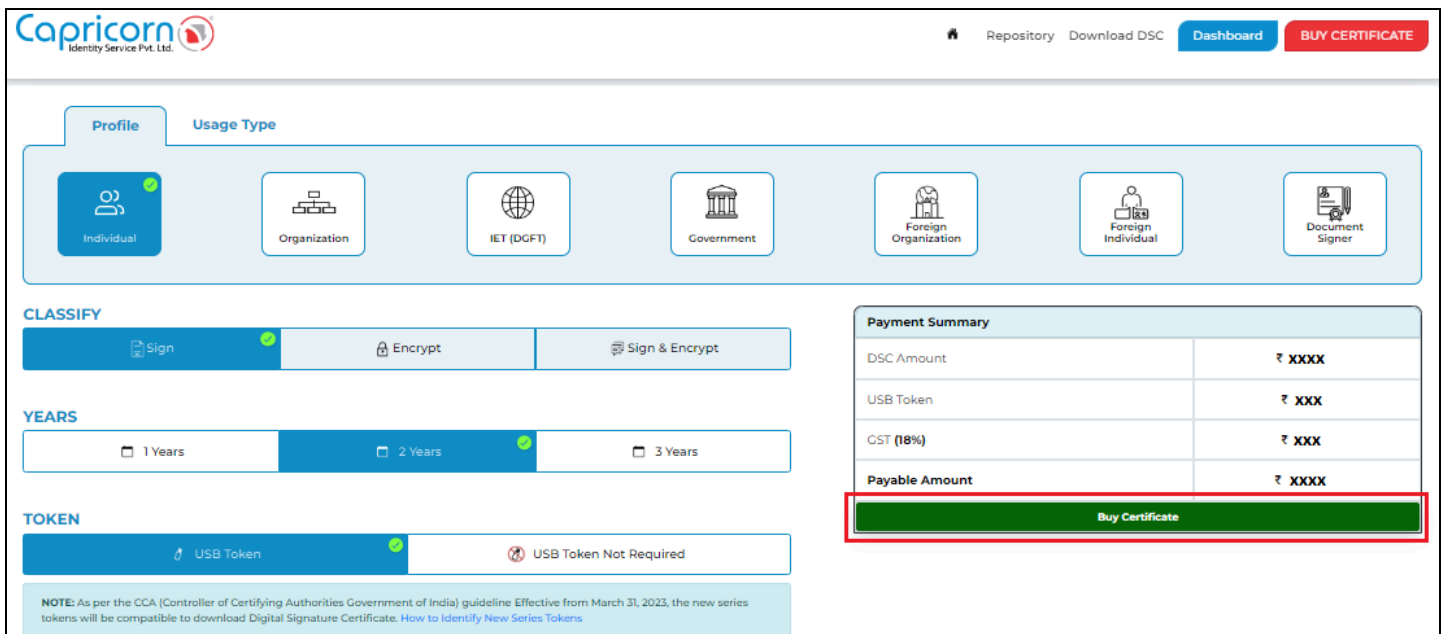 Capricorn
Identity Service Pvt. Ltd.
Repository Download DSC Dashboard BUY CERTIFICATE
Profile Usage Type
Individual
Organization
IET (DGFT)
Government
Foreign
Organization
Foreign
Individual
Document
Signer
CLASSIFY
Sign Encrypt Sign & Encrypt
YEARS
1 Years 2 Years 3 Years
TOKEN
USB Token USB Token Not Required
NOTE: As per the CCA (Controller of Certifying Authorities Government of India) guideline Effective from March 31, 2023, the new series
tokens will be compatible to download Digital Signature Certificate. How to Identify New Series Tokens
Payment Summary
DSC Amount ₹ XXXX
USB Token ₹ XXX
GST (18%) ₹ XXX
Payable Amount ₹ XXXX
Buy Certificate